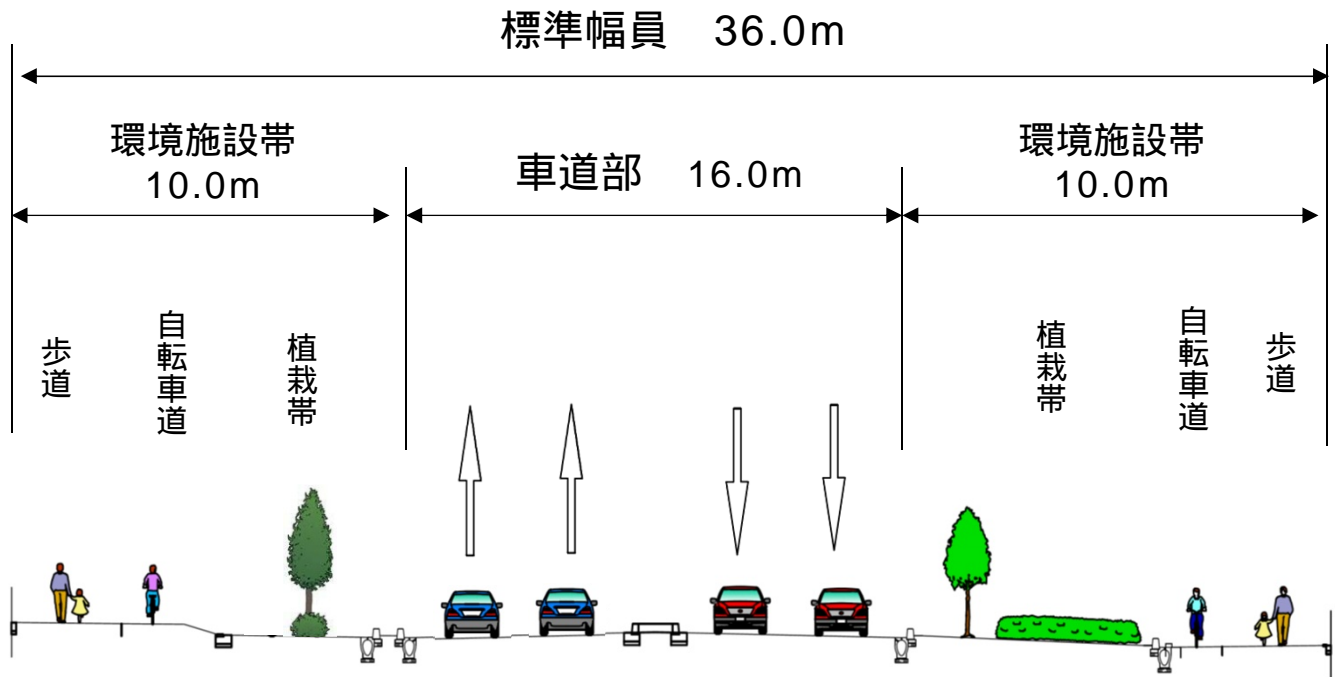 標準幅員　36.0m
環境施設帯
10.0m
車道部　16.0m
環境施設帯
10.0m
歩道
自転車道
植栽帯
植栽帯
自転車道
歩道